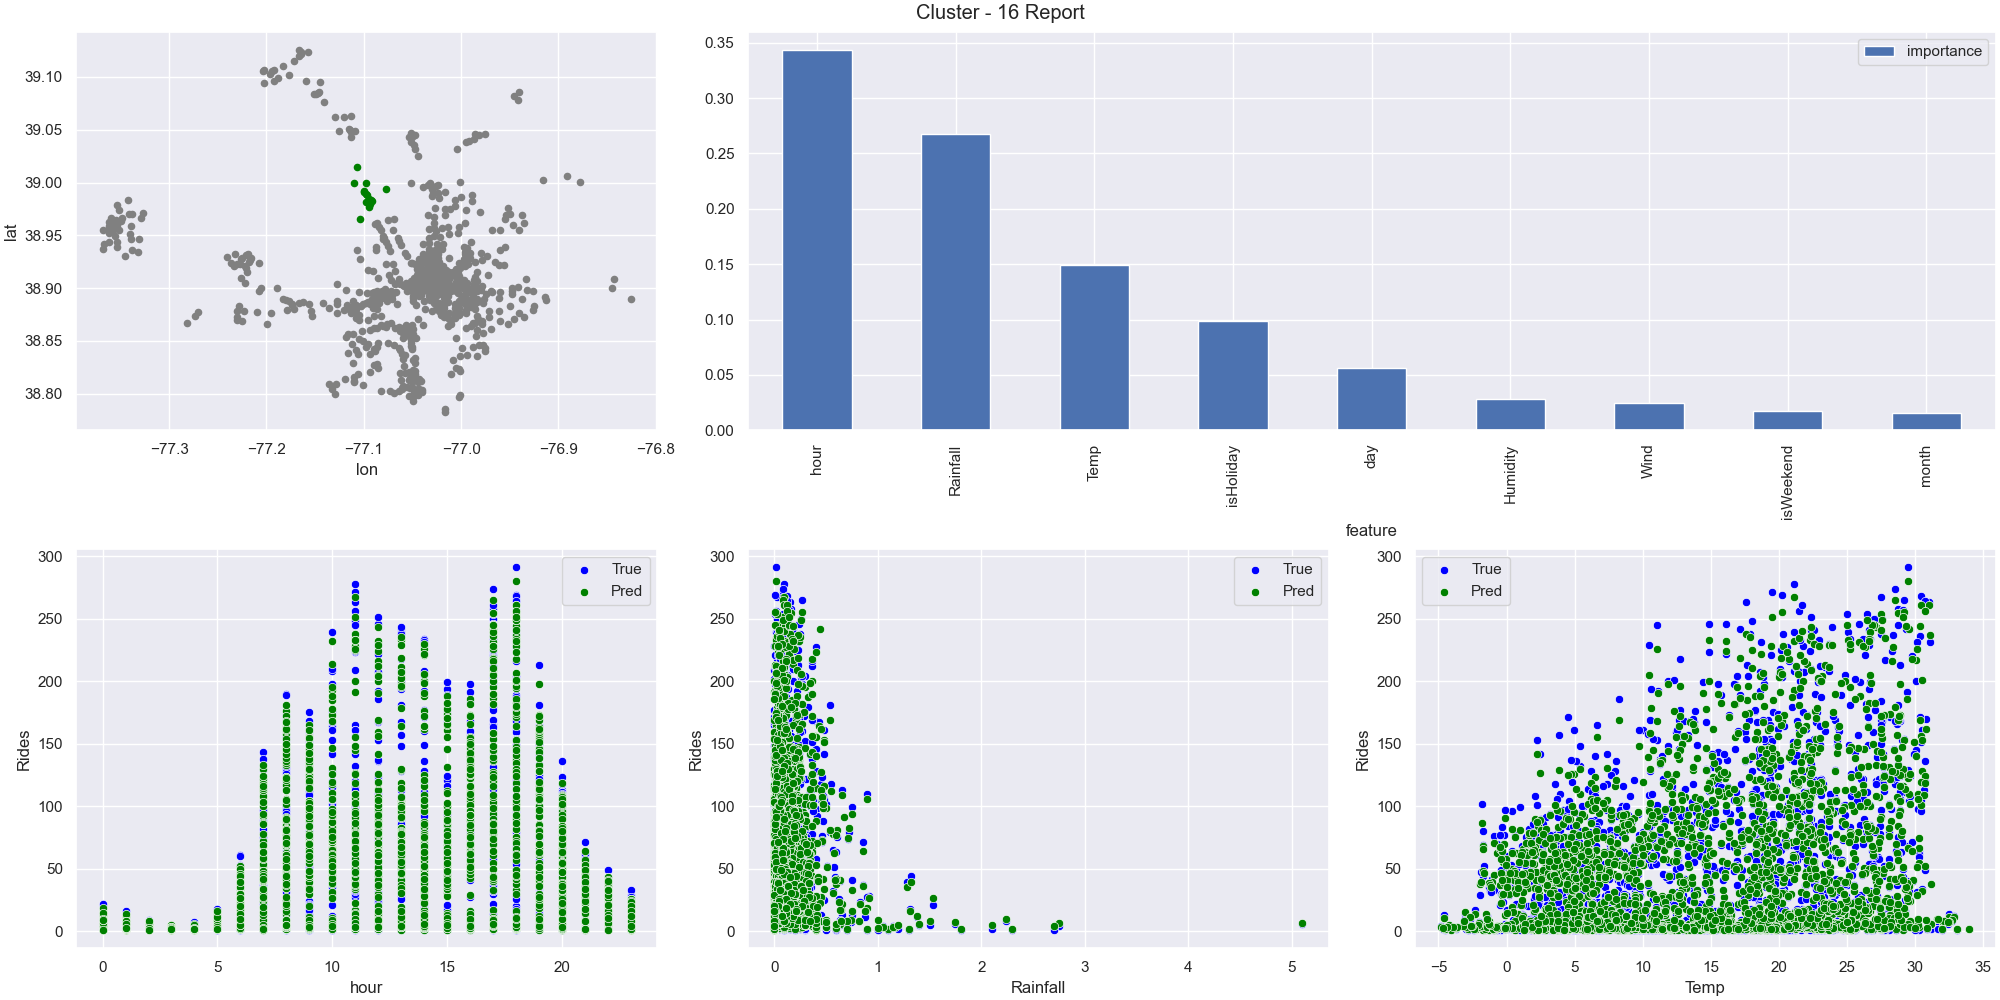 Cluster - 16 Report
39.10
39.05
39.00
38.95
38.90
38.85
38.80
lat
−77.3 −77.2 −77.1 −77.0 −76.9 −76.8
lon
0.35
0.30
0.25
0.20
0.15
0.10
0.05
0.00
importance
hour Rainfall Temp isHoliday day Humidity Wind isWeekend month
feature
300
250
200
150
100
50
0
Rides
True
Pred
0 5 10 15 20
hour
300
250
200
150
100
50
0
Rides
True
Pred
0 1 2 3 4 5
Rainfall
300
250
200
150
100
50
0
Rides
True
Pred
−5 0 5 10 15 20 25 30 35
Temp